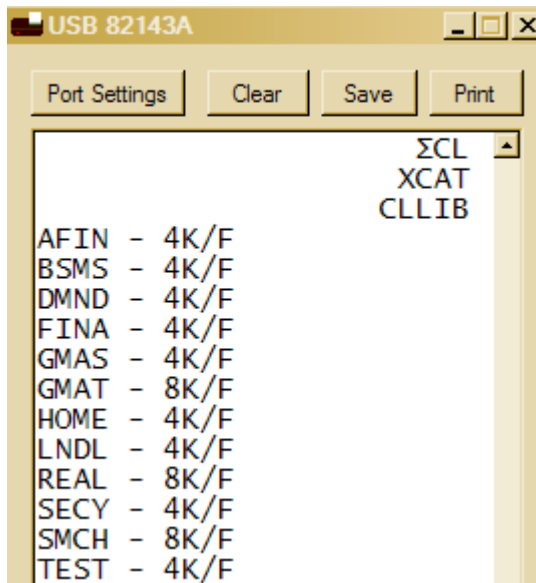 USB 82143A
Port Settings Clear Save Print
ΣCL
XCAT
CLLIB
AFIN - 4K/F
BSMS - 4K/F
DMND - 4K/F
FINA - 4K/F
GMAS - 4K/F
GMAT - 8K/F
HOME - 4K/F
LNDL - 4K/F
REAL - 8K/F
SECY - 4K/F
SMCH - 8K/F
TEST - 4K/F